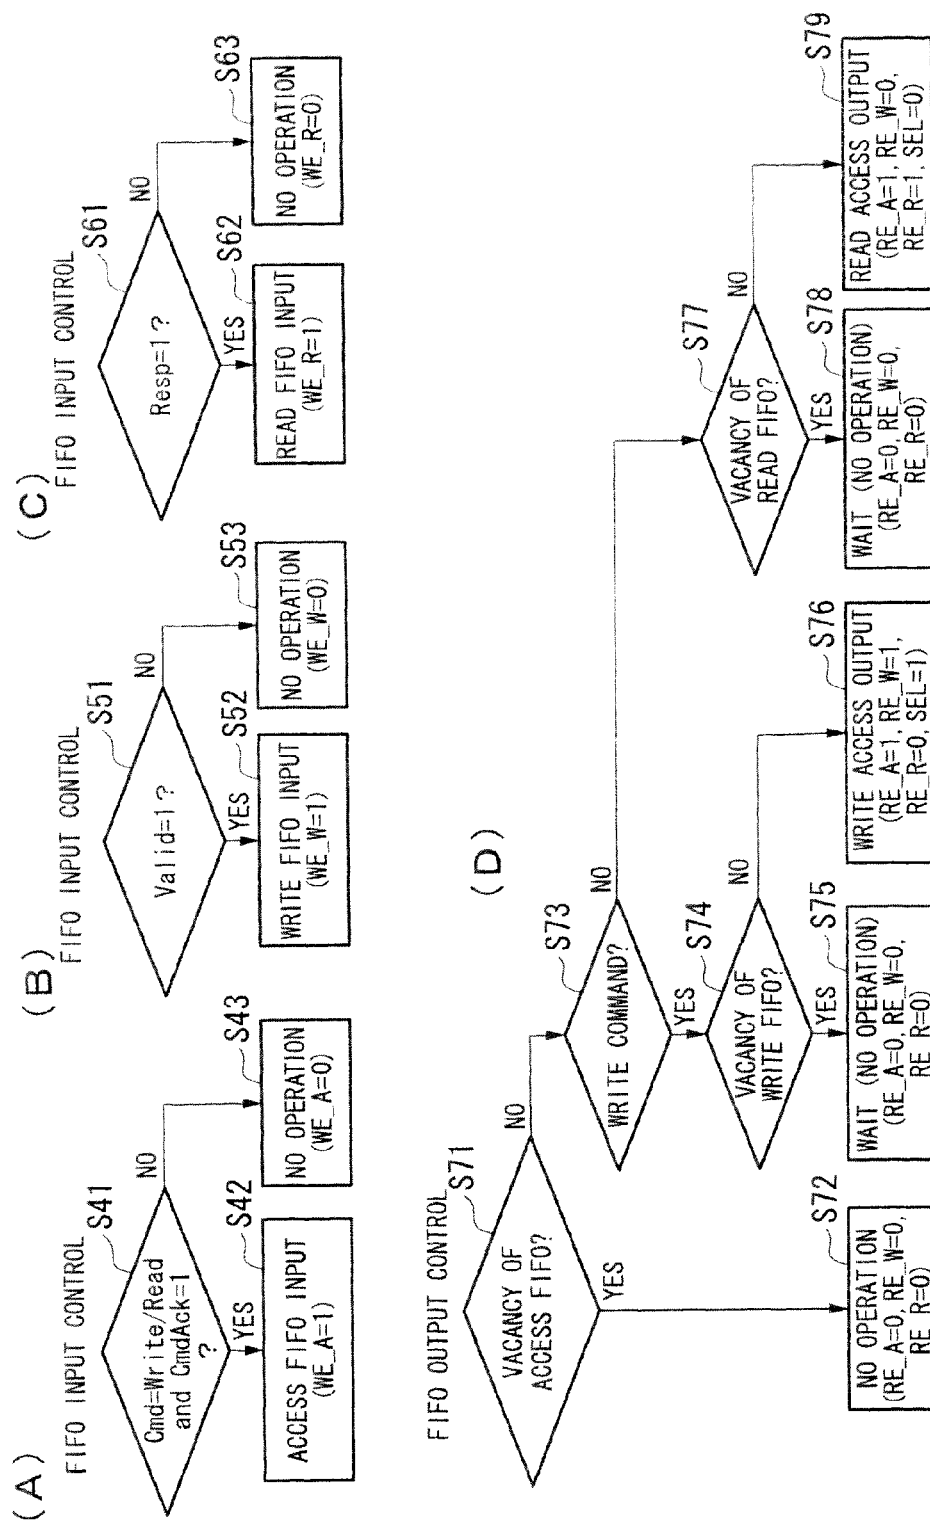 (A)
FIFO INPUT CONTROL
S41
Cmd=Write/Read
and CmdAck=1
?
NO
YES
S42
ACCESS FIFO INPUT
(WE_A=1)
S43
NO OPERATION
(WE_A=0)
(B)
FIFO INPUT CONTROL
S51
Valid=1?
NO
YES
S52
WRITE FIFO INPUT
(WE_W=1)
S53
NO OPERATION
(WE_W=0)
(C)
FIFO INPUT CONTROL
S61
Resp=1?
NO
YES
S62
READ FIFO INPUT
(WE_R=1)
S63
NO OPERATION
(WE_R=0)
(D)
FIFO OUTPUT CONTROL
S71
VACANCY OF
ACCESS FIFO?
NO
YES
S72
NO OPERATION
(RE_A=0, RE_W=0,
RE_R=0)
S73
WRITE COMMAND?
NO
YES
S74
VACANCY OF
WRITE FIFO?
NO
YES
S75
WAIT (NO OPERATION)
(RE_A=0, RE_W=0,
RE_R=0)
S76
WRITE ACCESS OUTPUT
(RE_A=1, RE_W=1,
RE_R=0, SEL=1)
S77
VACANCY OF
READ FIFO?
NO
YES
S78
WAIT (NO OPERATION)
(RE_A=0, RE_W=0,
RE_R=0)
S79
READ ACCESS OUTPUT
(RE_A=1, RE_W=0,
RE_R=1, SEL=0)